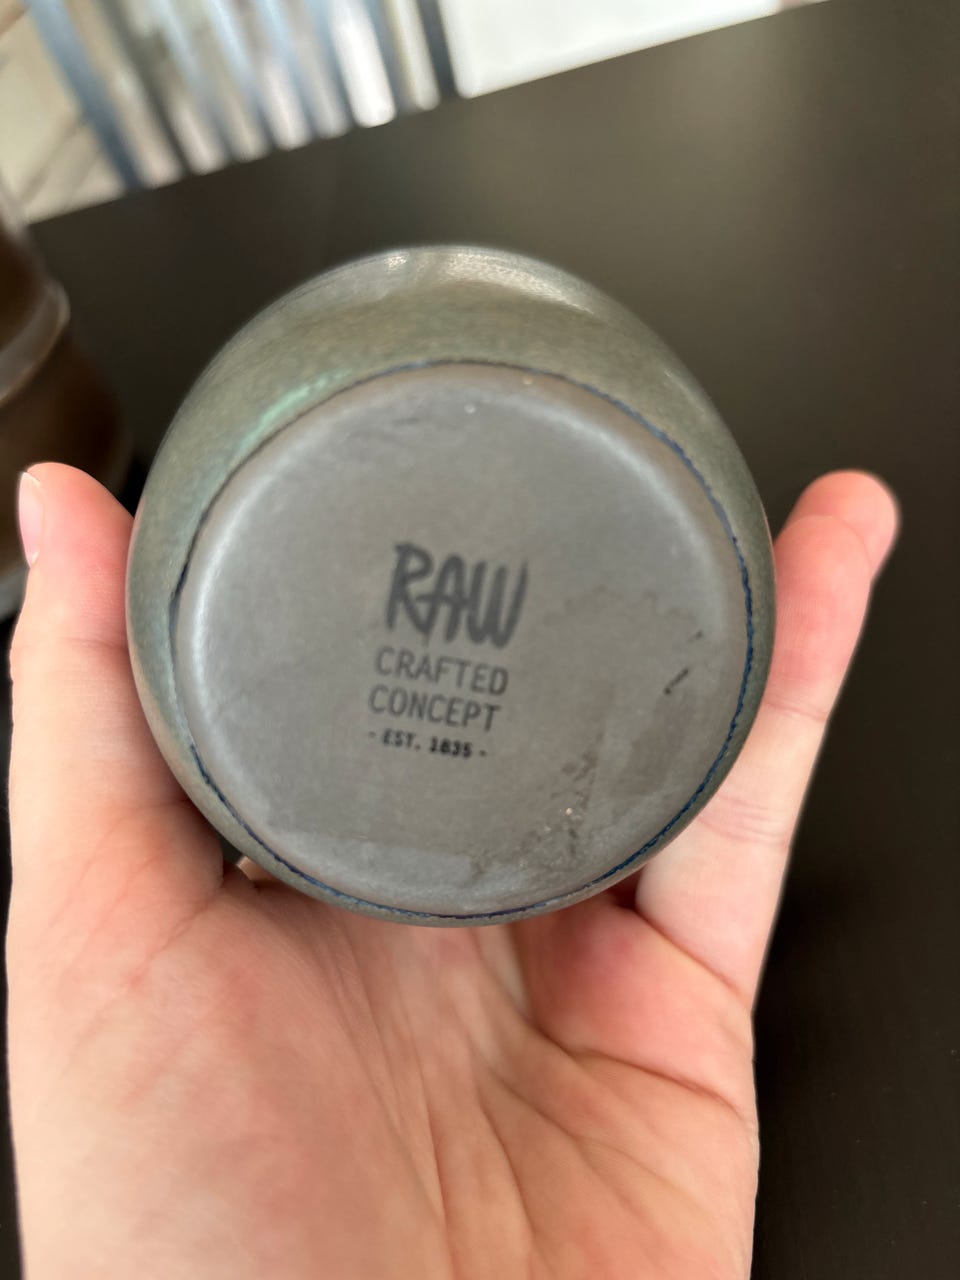 RAW
CRAFTED
CONCEPT
- EST. 1835 -